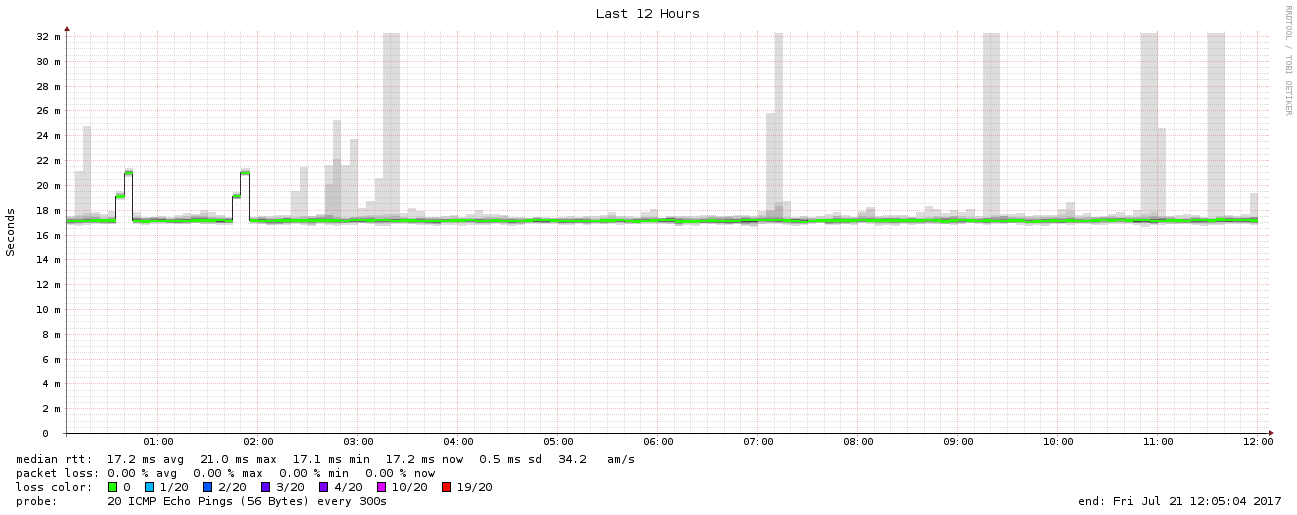 Last 12 Hours
RRDTOOL / TOBI OETIKER
Seconds
32 m
30 m
28 m
26 m
24 m
22 m
20 m
18 m
16 m
14 m
12 m
10 m
8 m
6 m
4 m
2 m
0
01:00 02:00 03:00 04:00 05:00 06:00 07:00 08:00 09:00 10:00 11:00 12:00
median rtt: 17.2 ms avg 21.0 ms max 17.1 ms min 17.2 ms now 0.5 ms sd 34.2 am/s
packet loss: 0.00 % avg 0.00 % max 0.00 % min 0.00 % now
loss color: 0 1/20 2/20 3/20 4/20 10/20 19/20
probe: 20 ICMP Echo Pings (56 Bytes) every 300s end: Fri Jul 21 12:05:04 2017